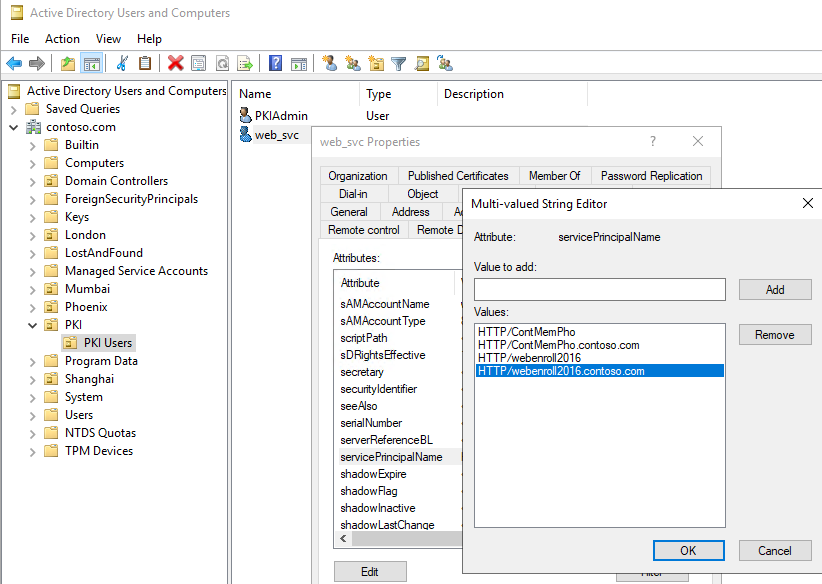 Active Directory Users and Computers
File Action View Help
Active Directory Users and Computers
Saved Queries
contoso.com
Builtin
Computers
Domain Controllers
ForeignSecurityPrincipals
Keys
London
LostAndFound
Managed Service Accounts
Mumbai
Phoenix
PKI
PKI Users
Program Data
Shanghai
System
Users
NTDS Quotas
TPM Devices
Name Type Description
PKIAdmin User
web_svc
web_svc Properties
Organization Published Certificates Member Of Password Replication
Dial-in Object
General Address
Remote control
Attributes:
Attribute
sAMAccountName
sAMAccountType
scriptPath
sDRightsEffective
secretary
securityIdentifier
seeAlso
serialNumber
serverReferenceBL
servicePrincipalName
shadowExpire
shadowFlag
shadowInactive
shadowLastChange
Edit
Multi-valued String Editor
Attribute: servicePrincipalName
Value to add:
Add
Values:
HTTP/ContMemPho
HTTP/ContMemPho.contoso.com
HTTP/webenroll2016
HTTP/webenroll2016.contoso.com
Remove
OK Cancel